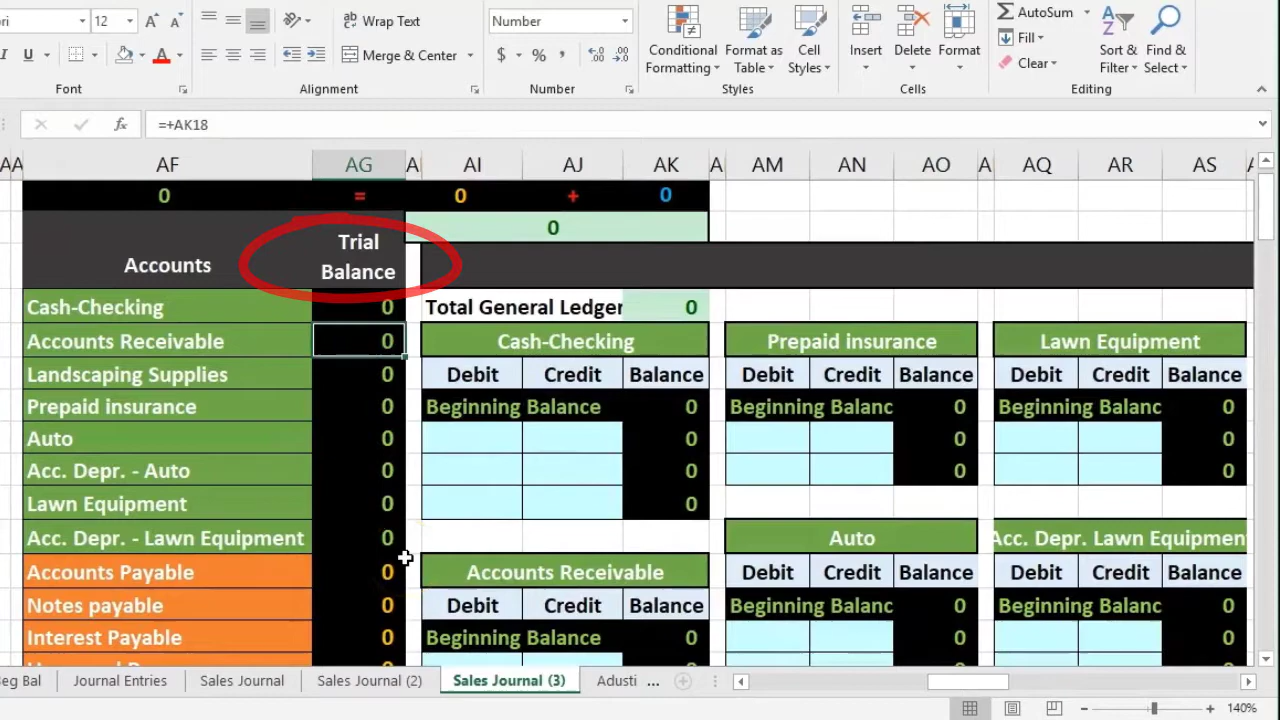 ri 12 A A Wrap Text Number AutoSum
U A Merge & Center $ % , Conditional Formatting Format as Table Cell Styles Insert Delete Format Fill Clear Sort & Filter Find & Select
Font Alignment Number Styles Cells Editing
fx =+AK18
AA AF AG AI AJ AK AM AN AO AQ AR AS
0 = 0 + 0
0
Accounts Trial Balance
Cash-Checking 0 Total General Ledger 0
Accounts Receivable 0 Cash-Checking Prepaid insurance Lawn Equipment
Landscaping Supplies 0 Debit Credit Balance Debit Credit Balance Debit Credit Balance
Prepaid insurance 0 Beginning Balance 0 Beginning Balanc 0 Beginning Balanc 0
Auto 0 0 0 0
Acc. Depr. - Auto 0 0 0 0
Lawn Equipment 0 0
Acc. Depr. - Lawn Equipment 0 Auto Acc. Depr. Lawn Equipment
Accounts Payable 0 Accounts Receivable Debit Credit Balance Debit Credit Balance
Notes payable 0 Debit Credit Balance Beginning Balanc 0 Beginning Balanc 0
Interest Payable 0 Beginning Balance 0 0 0
eg Bal Journal Entries Sales Journal Sales Journal (2) Sales Journal (3) Adusti ...
140%